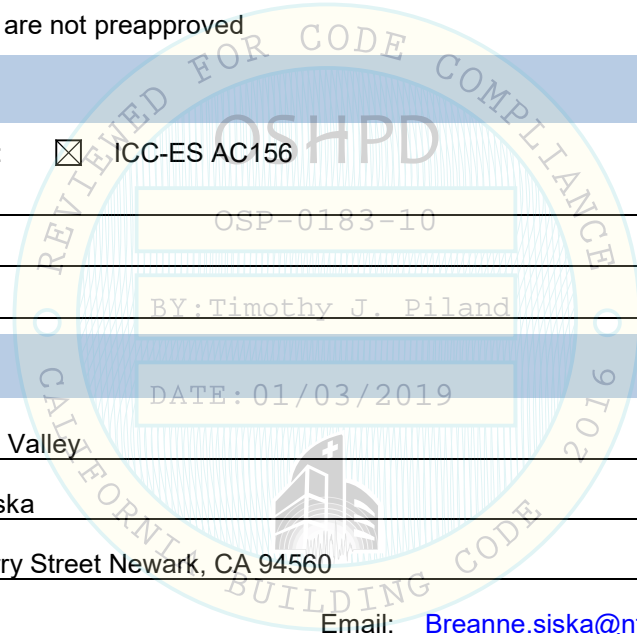 are not preapproved
REVIEWED FOR CODE COMPLIANCE
OSHPD
ICC-ES AC156
OSP-0183-10
BY:Timothy J. Piland
DATE:01/03/2019
Valley
ry Street Newark, CA 94560
CALIFORNIA BUILDING CODE 2016
Email: Breanne.siska@n